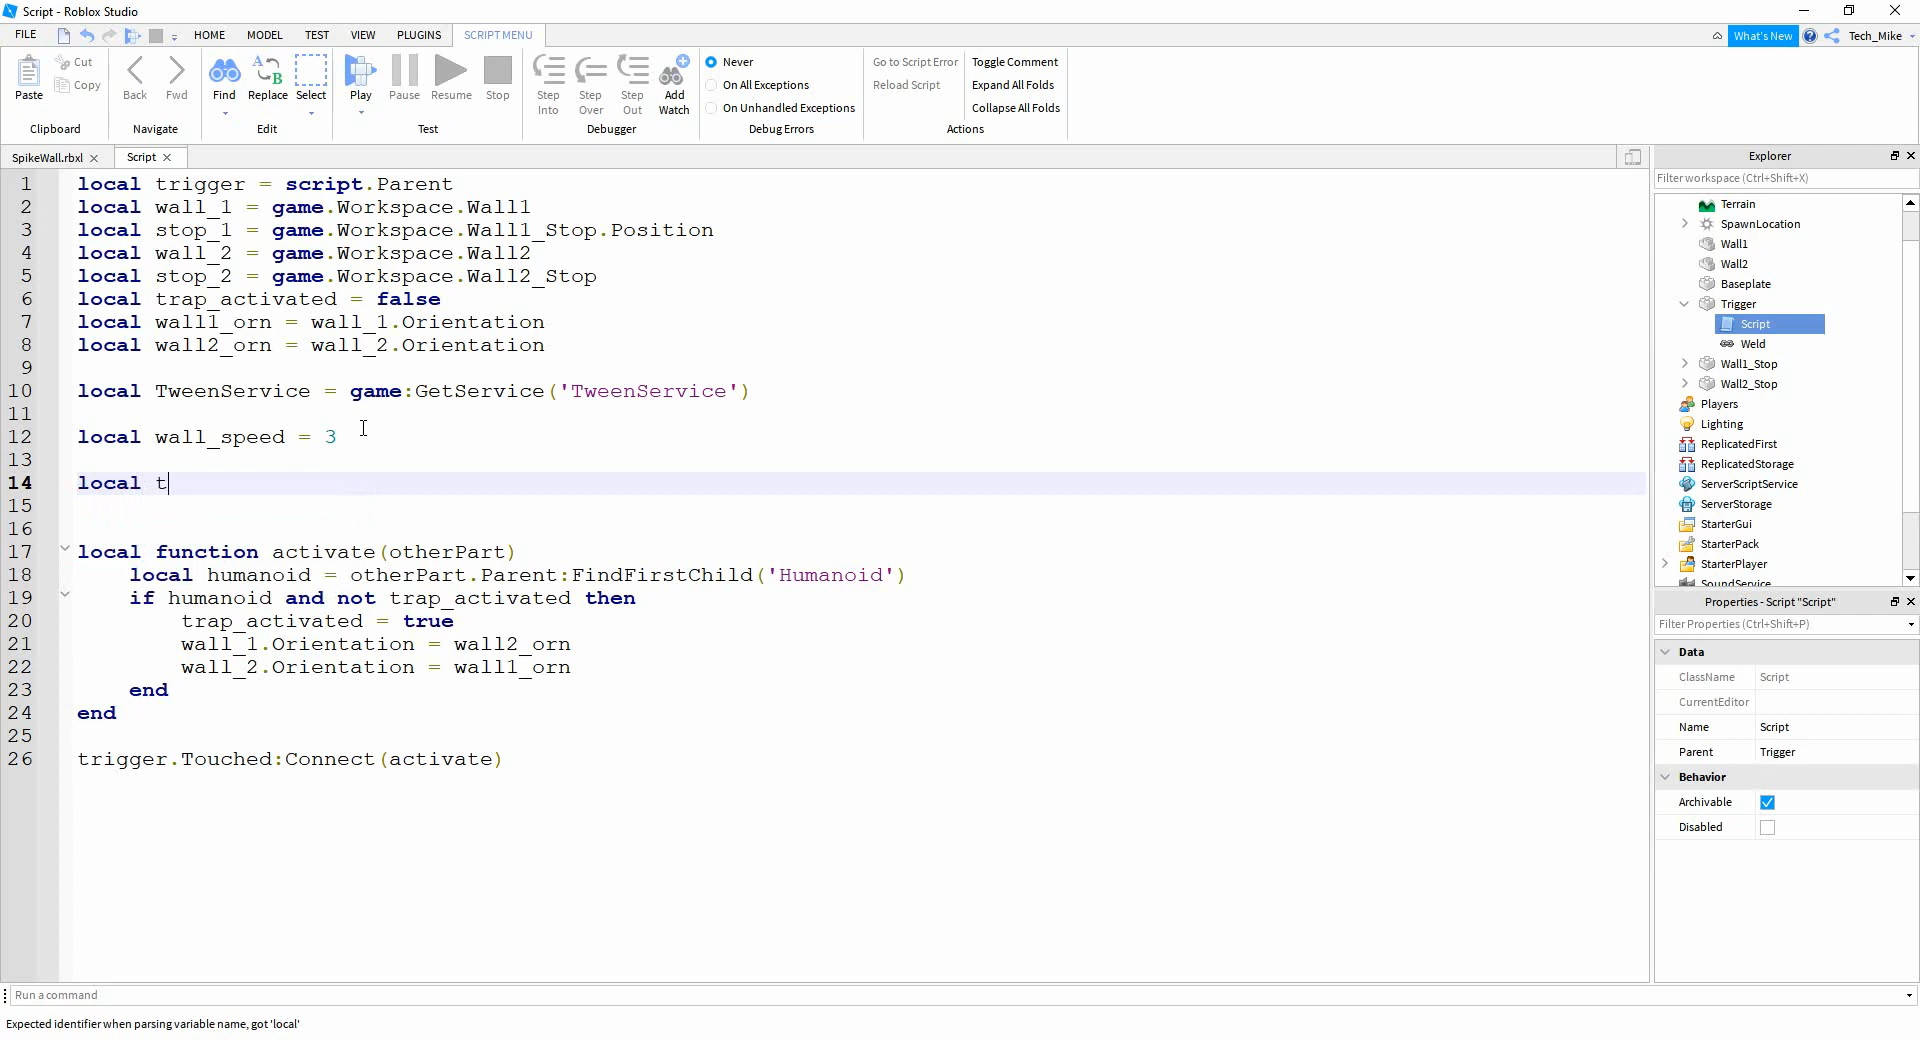 Script - Roblox Studio
FILE HOME MODEL TEST VIEW PLUGINS SCRIPT MENU What's New Tech_Mike
Paste Cut Copy Back Fwd Find Replace Select Play Pause Resume Stop Step Into Step Over Step Out Add Watch
Never
On All Exceptions
On Unhandled Exceptions
Go to Script Error
Reload Script
Toggle Comment
Expand All Folds
Collapse All Folds
Clipboard Navigate Edit Test Debugger Debug Errors Actions
SpikeWall.rbxl Script
1 local trigger = script.Parent
2 local wall_1 = game.Workspace.Wall1
3 local stop_1 = game.Workspace.Wall1_Stop.Position
4 local wall_2 = game.Workspace.Wall2
5 local stop_2 = game.Workspace.Wall2_Stop
6 local trap_activated = false
7 local wall1_orn = wall_1.Orientation
8 local wall2_orn = wall_2.Orientation
9
10 local TweenService = game:GetService('TweenService')
11
12 local wall_speed = 3
13
14 local t
15
16
17 local function activate(otherPart)
18 local humanoid = otherPart.Parent:FindFirstChild('Humanoid')
19 if humanoid and not trap_activated then
20 trap_activated = true
21 wall_1.Orientation = wall2_orn
22 wall_2.Orientation = wall1_orn
23 end
24 end
25
26 trigger.Touched:Connect(activate)
Explorer
Filter workspace (Ctrl+Shift+X)
Terrain
SpawnLocation
Wall1
Wall2
Baseplate
Trigger
Script
Weld
Wall1_Stop
Wall2_Stop
Players
Lighting
ReplicatedFirst
ReplicatedStorage
ServerScriptService
ServerStorage
StarterGui
StarterPack
StarterPlayer
SoundService
Properties - Script "Script"
Filter Properties (Ctrl+Shift+P)
Data
ClassName Script
CurrentEditor
Name Script
Parent Trigger
Behavior
Archivable
Disabled
Run a command
Expected identifier when parsing variable name, got 'local'